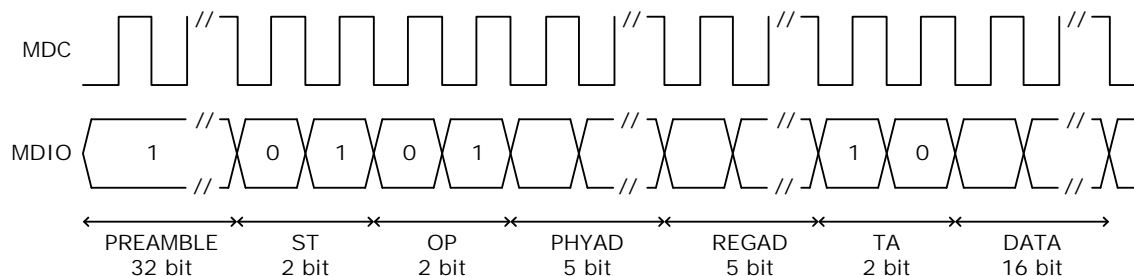 MDC
MDIO 1 0 1 0 1 1 0
PREAMBLE ST OP PHYAD REGAD TA DATA
32 bit 2 bit 2 bit 5 bit 5 bit 2 bit 16 bit